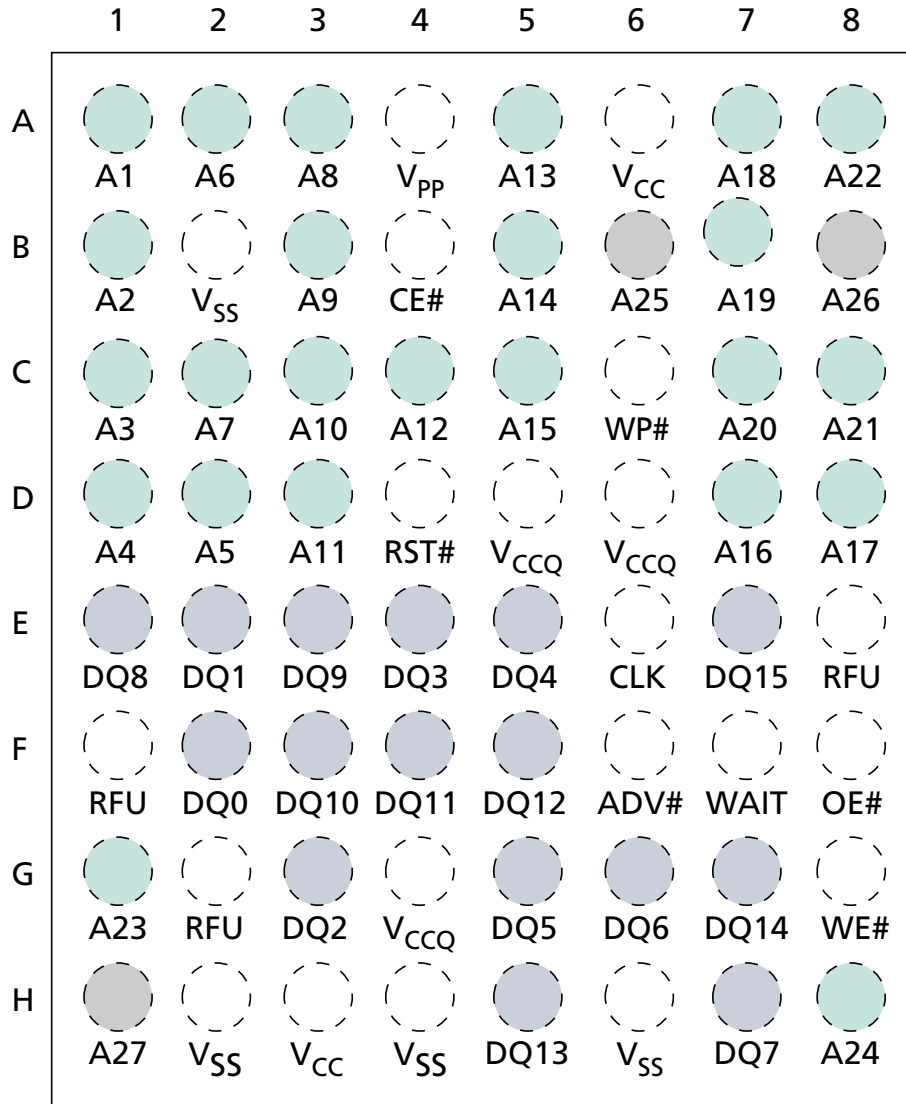 1 2 3 4 5 6 7 8
A
A1 A6 A8 VPP A13 VCC A18 A22
B
A2 VSS A9 CE# A14 A25 A19 A26
C
A3 A7 A10 A12 A15 WP# A20 A21
D
A4 A5 A11 RST# VCCQ VCCQ A16 A17
E
DQ8 DQ1 DQ9 DQ3 DQ4 CLK DQ15 RFU
F
RFU DQ0 DQ10 DQ11 DQ12 ADV# WAIT OE#
G
A23 RFU DQ2 VCCQ DQ5 DQ6 DQ14 WE#
H
A27 VSS VCC VSS DQ13 VSS DQ7 A24